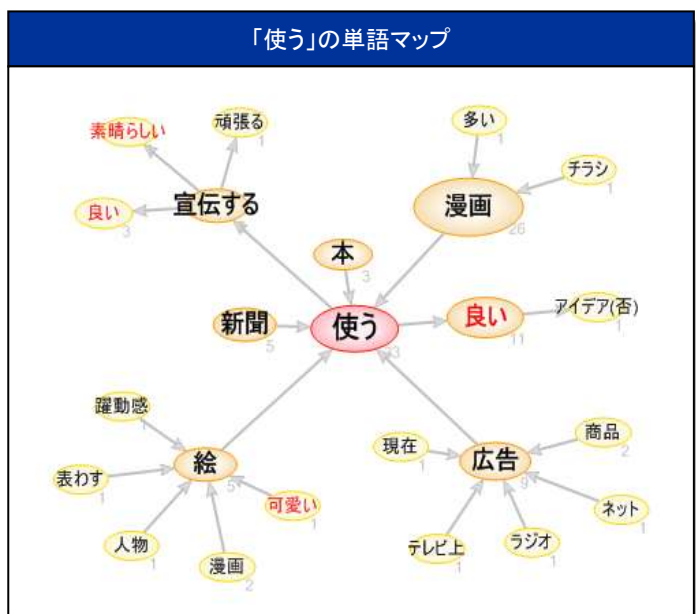 「使う」の単語マップ
素晴らしい
頑張る
1
多い
1
チラシ
1
良い
3
宣伝する
漫画
26
本
3
新聞
5
使う
33
良い
11
アイデア(否)
1
躍動感
1
表わす
1
絵
5
可愛い
1
人物
1
漫画
2
現在
1
広告
9
商品
2
ネット
1
テレビ上
1
ラジオ
1